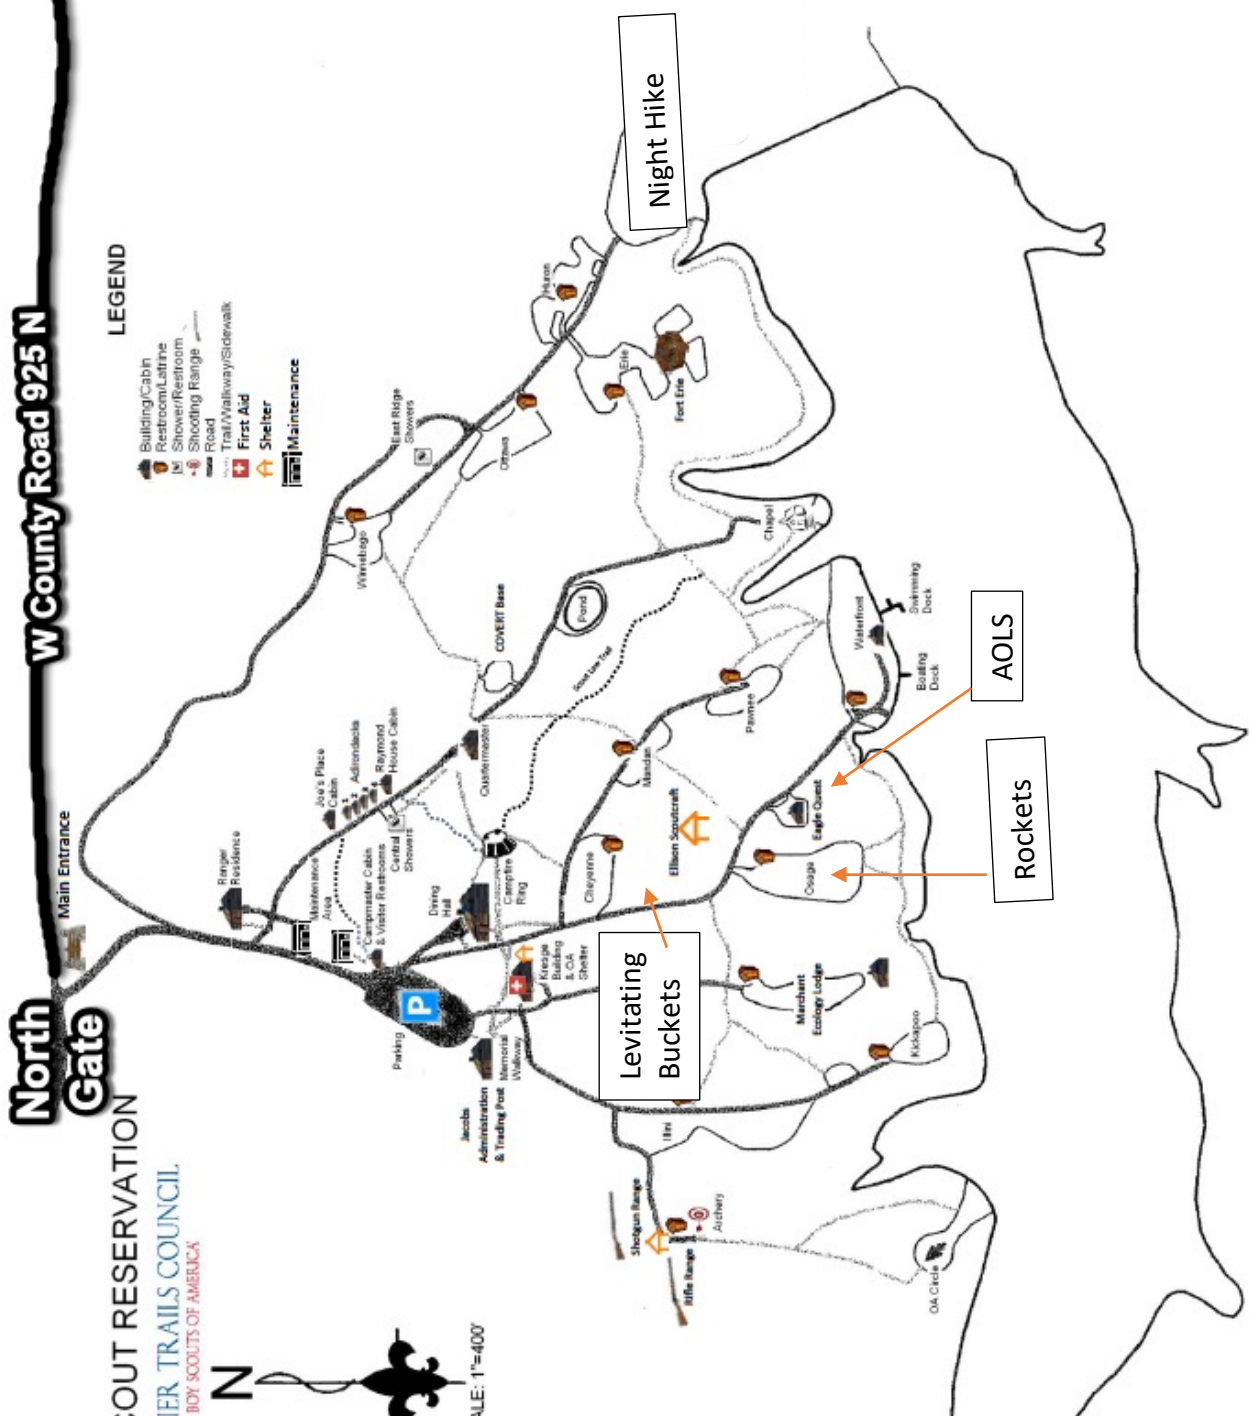 W County Road 925 N
North
Gate
Main Entrance
COUT RESERVATION
ER TRAILS COUNCIL
BOY SCOUTS OF AMERICA
N
ALE: 1"=400'
LEGEND
Building/Cabin
Restroom/Latrine
Shower/Restroom
Shooting Range
Road
Trail/Walkway/Sidewalk
First Aid
Shelter
Maintenance
Night Hike
Huron
Erie
Fort Erie
East Ridge
Showers
Ottawa
Winnebago
COVERT Base
Pond
Chapel
Scout Law Trail
Swimming
Dock
Waterfront
Boating
Dock
Pawnee
Mandan
Quartermaster
Joe's Place
Cabin
Adirondacks
Raymond
House Cabin
Central
Showers
Ranger
Residence
Maintenance
Area
Campmaster Cabin
& Visitor Restrooms
Dining
Hall
Campfire
Ring
Cheyenne
Ellison Scoutcraft
Eagle Quest
Osage
AOLS
Rockets
Levitating
Buckets
P
Parking
Kresge
Building
& OA
Shelter
Memorial
Walkway
Jacobs
Administration
& Trading Post
Merchant
Ecology Lodge
Kickapoo
Illini
Shotgun Range
Rifle Range
Archery
OA Circle